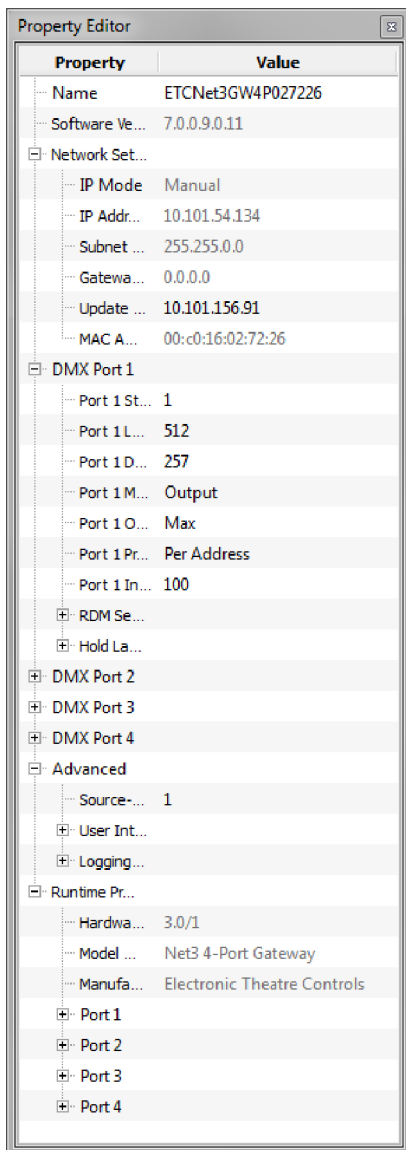 Property Editor
Property Value
Name ETCNet3GW4P027226
Software Ve... 7.0.0.9.0.11
Network Set...
IP Mode Manual
IP Addr... 10.101.54.134
Subnet ... 255.255.0.0
Gatewa... 0.0.0.0
Update ... 10.101.156.91
MAC A... 00:c0:16:02:72:26
DMX Port 1
Port 1 St... 1
Port 1 L... 512
Port 1 D... 257
Port 1 M... Output
Port 1 O... Max
Port 1 Pr... Per Address
Port 1 In... 100
RDM Se...
Hold La...
DMX Port 2
DMX Port 3
DMX Port 4
Advanced
Source-... 1
User Int...
Logging...
Runtime Pr...
Hardwa... 3.0/1
Model ... Net3 4-Port Gateway
Manufa... Electronic Theatre Controls
Port 1
Port 2
Port 3
Port 4